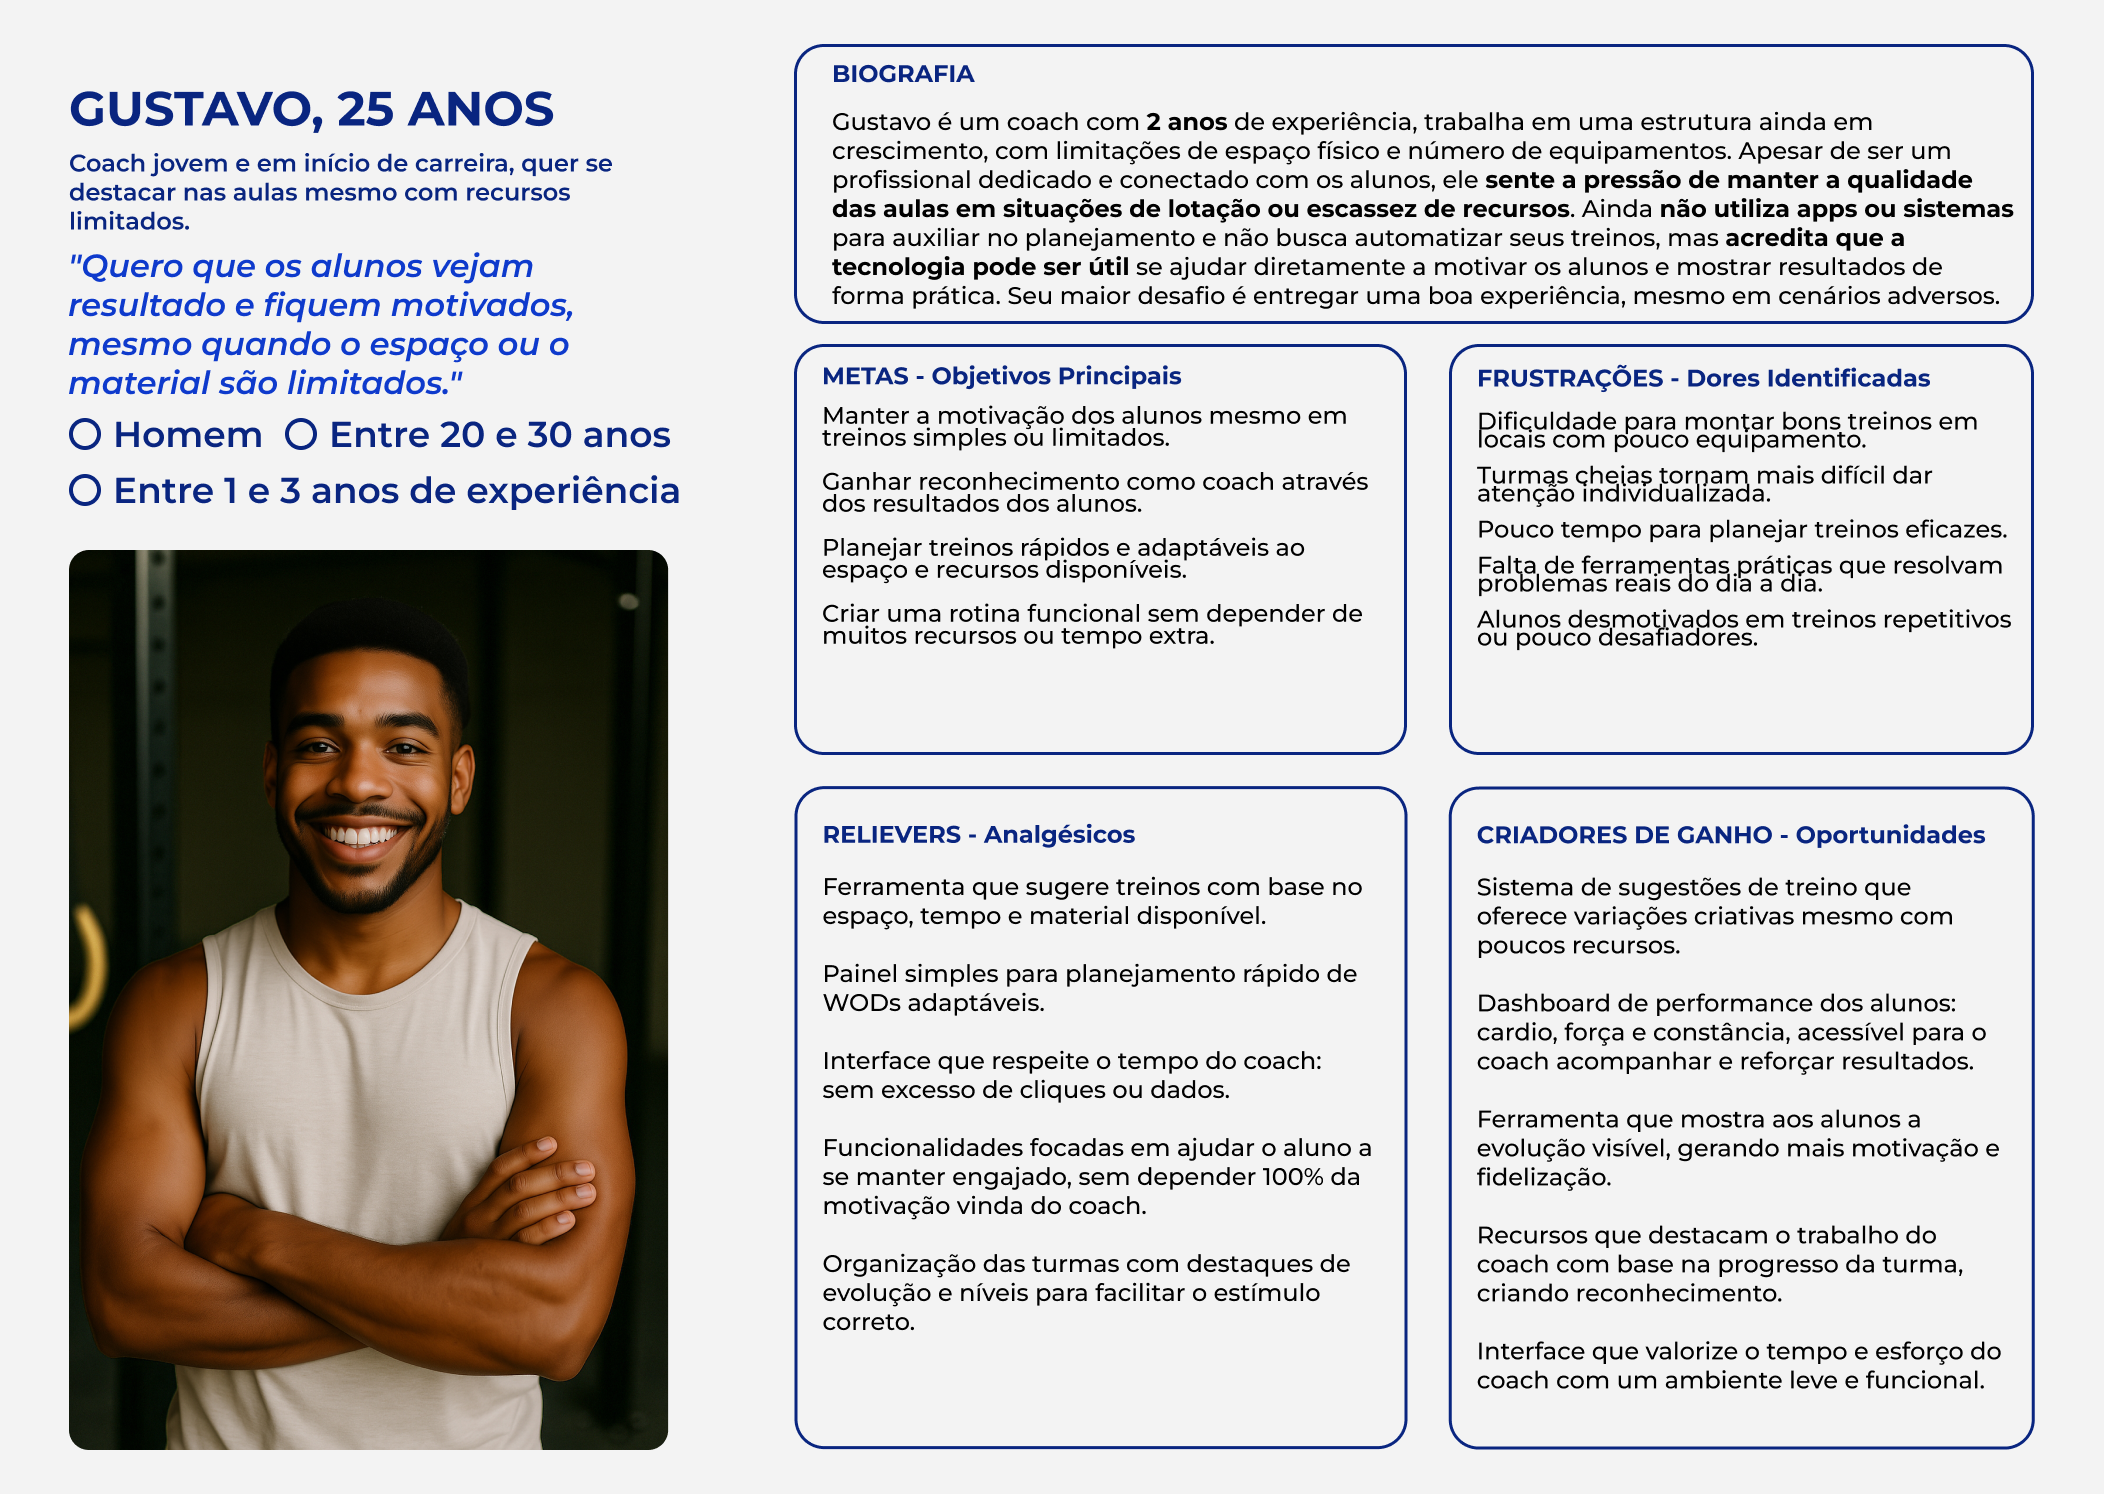 GUSTAVO, 25 ANOS
Coach jovem e em início de carreira, quer se
destacar nas aulas mesmo com recursos
limitados.
"Quero que os alunos vejam
resultado e fiquem motivados,
mesmo quando o espaço ou o
material são limitados."
Homem Entre 20 e 30 anos
Entre 1 e 3 anos de experiência
BIOGRAFIA
Gustavo é um coach com 2 anos de experiência, trabalha em uma estrutura ainda em
crescimento, com limitações de espaço físico e número de equipamentos. Apesar de ser um
profissional dedicado e conectado com os alunos, ele sente a pressão de manter a qualidade
das aulas em situações de lotação ou escassez de recursos. Ainda não utiliza apps ou sistemas
para auxiliar no planejamento e não busca automatizar seus treinos, mas acredita que a
tecnologia pode ser útil se ajudar diretamente a motivar os alunos e mostrar resultados de
forma prática. Seu maior desafio é entregar uma boa experiência, mesmo em cenários adversos.
METAS - Objetivos Principais
Manter a motivação dos alunos mesmo em
treinos simples ou limitados.
Ganhar reconhecimento como coach através
dos resultados dos alunos.
Planejar treinos rápidos e adaptáveis ao
espaço e recursos disponíveis.
Criar uma rotina funcional sem depender de
muitos recursos ou tempo extra.
FRUSTRAÇÕES - Dores Identificadas
Dificuldade para montar bons treinos em
locais com pouco equipamento.
Turmas cheias tornam mais difícil dar
atenção individualizada.
Pouco tempo para planejar treinos eficazes.
Falta de ferramentas práticas que resolvam
problemas reais do dia a dia.
Alunos desmotivados em treinos repetitivos
ou pouco desafiadores.
RELIEVERS - Analgésicos
Ferramenta que sugere treinos com base no
espaço, tempo e material disponível.
Painel simples para planejamento rápido de
WODs adaptáveis.
Interface que respeite o tempo do coach:
sem excesso de cliques ou dados.
Funcionalidades focadas em ajudar o aluno a
se manter engajado, sem depender 100% da
motivação vinda do coach.
Organização das turmas com destaques de
evolução e níveis para facilitar o estímulo
correto.
CRIADORES DE GANHO - Oportunidades
Sistema de sugestões de treino que
oferece variações criativas mesmo com
poucos recursos.
Dashboard de performance dos alunos:
cardio, força e constância, acessível para o
coach acompanhar e reforçar resultados.
Ferramenta que mostra aos alunos a
evolução visível, gerando mais motivação e
fidelização.
Recursos que destacam o trabalho do
coach com base na progresso da turma,
criando reconhecimento.
Interface que valorize o tempo e esforço do
coach com um ambiente leve e funcional.